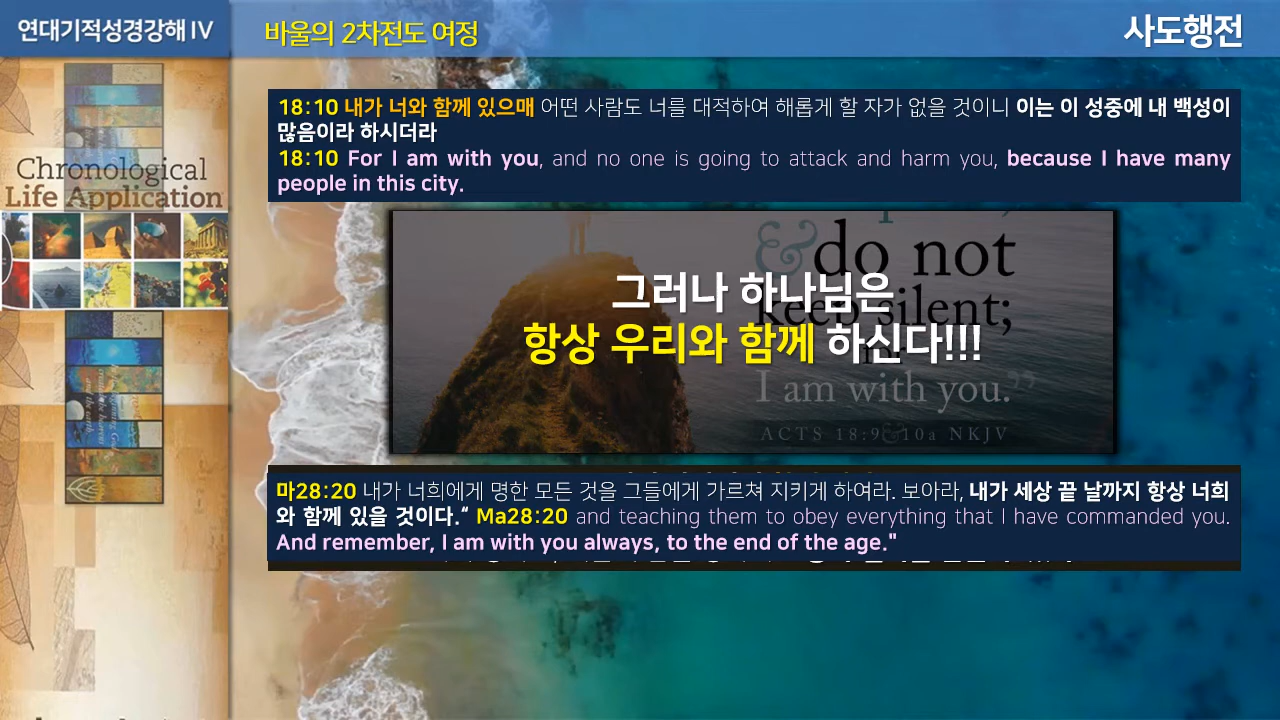 연대기적성경강해 IV
바울의 2차전도 여정
사도행전
Chronological
Life Application
18:10 내가 너와 함께 있으매 어떤 사람도 너를 대적하여 해롭게 할 자가 없을 것이니 이는 이 성중에 내 백성이
많음이라 하시더라
18:10 For I am with you, and no one is going to attack and harm you, because I have many
people in this city.
& do not
keep silent;
I am with you.”
ACTS 18:9&10a NKJV
그러나 하나님은
항상 우리와 함께 하신다!!!
마28:20 내가 너희에게 명한 모든 것을 그들에게 가르쳐 지키게 하여라. 보아라, 내가 세상 끝 날까지 항상 너희
와 함께 있을 것이다.“ Ma28:20 and teaching them to obey everything that I have commanded you.
And remember, I am with you always, to the end of the age."